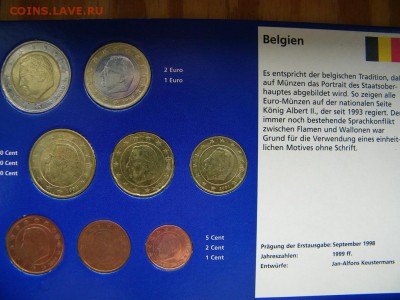 COINS.LAVE.RU
Belgien
2 Euro
1 Euro
Es entspricht der belgischen Tradition, da
auf Münzen das Portrait des Staatsober-
hauptes abgebildet wird. So zeigen alle
Euro-Münzen auf der nationalen Seite
König Albert II., der seit 1993 regiert. Der
immer noch bestehende Sprachkonflikt
zwischen Flamen und Wallonen war
Grund für die Verwendung eines einheit-
lichen Motives ohne Schrift.
0 Cent
0 Cent
0 Cent
5 Cent
2 Cent
1 Cent
Prägung der Erstausgabe: September 1998
Jahreszahlen: 1999 ff.
Entwürfe: Jan-Alfons Keustermans